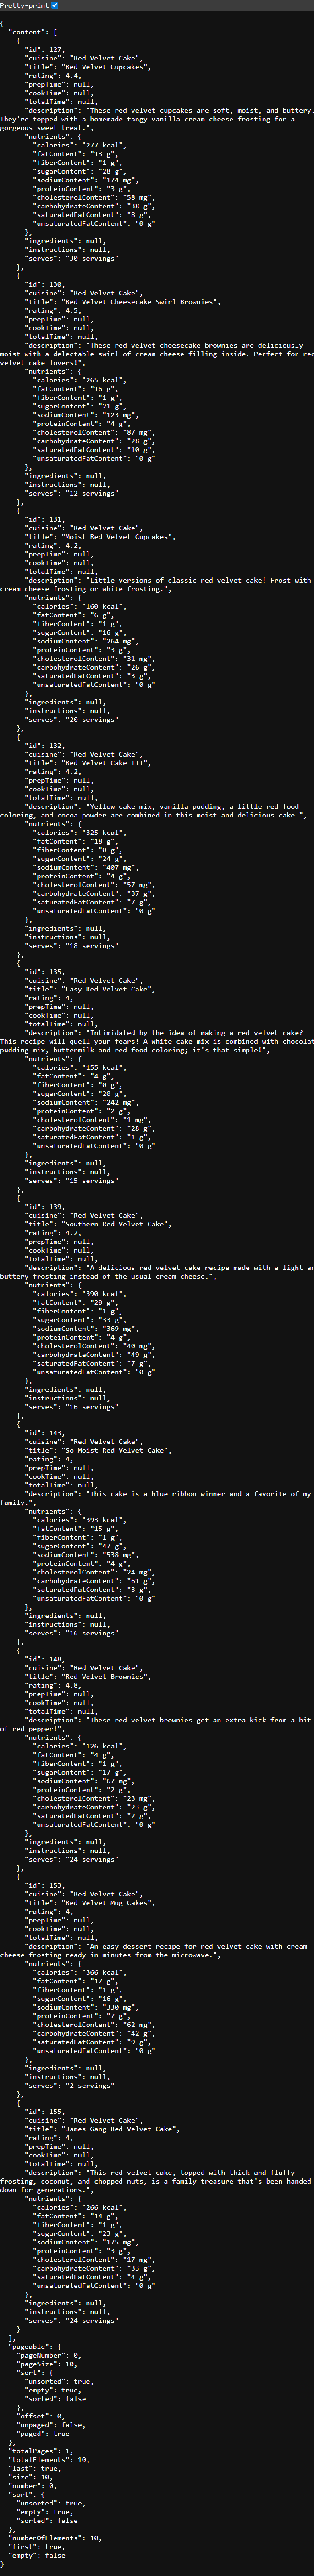 Pretty-print
{
  "content": [
    {
      "id": 127,
      "cuisine": "Red Velvet Cake",
      "title": "Red Velvet Cupcakes",
      "rating": 4.4,
      "prepTime": null,
      "cookTime": null,
      "totalTime": null,
      "description": "These red velvet cupcakes are soft, moist, and buttery.
They're topped with a homemade tangy vanilla cream cheese frosting for a
gorgeous sweet treat.",
      "nutrients": {
        "calories": "277 kcal",
        "fatContent": "13 g",
        "fiberContent": "1 g",
        "sugarContent": "28 g",
        "sodiumContent": "174 mg",
        "proteinContent": "3 g",
        "cholesterolContent": "58 mg",
        "carbohydrateContent": "38 g",
        "saturatedFatContent": "8 g",
        "unsaturatedFatContent": "0 g"
      },
      "ingredients": null,
      "instructions": null,
      "serves": "30 servings"
    },
    {
      "id": 130,
      "cuisine": "Red Velvet Cake",
      "title": "Red Velvet Cheesecake Swirl Brownies",
      "rating": 4.5,
      "prepTime": null,
      "cookTime": null,
      "totalTime": null,
      "description": "These red velvet cheesecake brownies are deliciously
moist with a delectable swirl of cream cheese filling inside. Perfect for red
velvet cake lovers!",
      "nutrients": {
        "calories": "265 kcal",
        "fatContent": "16 g",
        "fiberContent": "1 g",
        "sugarContent": "21 g",
        "sodiumContent": "123 mg",
        "proteinContent": "4 g",
        "cholesterolContent": "87 mg",
        "carbohydrateContent": "28 g",
        "saturatedFatContent": "10 g",
        "unsaturatedFatContent": "0 g"
      },
      "ingredients": null,
      "instructions": null,
      "serves": "12 servings"
    },
    {
      "id": 131,
      "cuisine": "Red Velvet Cake",
      "title": "Moist Red Velvet Cupcakes",
      "rating": 4.2,
      "prepTime": null,
      "cookTime": null,
      "totalTime": null,
      "description": "Little versions of classic red velvet cake! Frost with
cream cheese frosting or white frosting.",
      "nutrients": {
        "calories": "160 kcal",
        "fatContent": "6 g",
        "fiberContent": "1 g",
        "sugarContent": "16 g",
        "sodiumContent": "264 mg",
        "proteinContent": "3 g",
        "cholesterolContent": "31 mg",
        "carbohydrateContent": "26 g",
        "saturatedFatContent": "3 g",
        "unsaturatedFatContent": "0 g"
      },
      "ingredients": null,
      "instructions": null,
      "serves": "20 servings"
    },
    {
      "id": 132,
      "cuisine": "Red Velvet Cake",
      "title": "Red Velvet Cake III",
      "rating": 4.2,
      "prepTime": null,
      "cookTime": null,
      "totalTime": null,
      "description": "Yellow cake mix, vanilla pudding, a little red food
coloring, and cocoa powder are combined in this moist and delicious cake.",
      "nutrients": {
        "calories": "325 kcal",
        "fatContent": "18 g",
        "fiberContent": "0 g",
        "sugarContent": "24 g",
        "sodiumContent": "407 mg",
        "proteinContent": "4 g",
        "cholesterolContent": "57 mg",
        "carbohydrateContent": "37 g",
        "saturatedFatContent": "7 g",
        "unsaturatedFatContent": "0 g"
      },
      "ingredients": null,
      "instructions": null,
      "serves": "18 servings"
    },
    {
      "id": 135,
      "cuisine": "Red Velvet Cake",
      "title": "Easy Red Velvet Cake",
      "rating": 4,
      "prepTime": null,
      "cookTime": null,
      "totalTime": null,
      "description": "Intimidated by the idea of making a red velvet cake?
This recipe will quell your fears! A white cake mix is combined with chocolat
pudding mix, buttermilk and red food coloring; it's that simple!",
      "nutrients": {
        "calories": "155 kcal",
        "fatContent": "4 g",
        "fiberContent": "0 g",
        "sugarContent": "20 g",
        "sodiumContent": "242 mg",
        "proteinContent": "2 g",
        "cholesterolContent": "1 mg",
        "carbohydrateContent": "28 g",
        "saturatedFatContent": "1 g",
        "unsaturatedFatContent": "0 g"
      },
      "ingredients": null,
      "instructions": null,
      "serves": "15 servings"
    },
    {
      "id": 139,
      "cuisine": "Red Velvet Cake",
      "title": "Southern Red Velvet Cake",
      "rating": 4.2,
      "prepTime": null,
      "cookTime": null,
      "totalTime": null,
      "description": "A delicious red velvet cake recipe made with a light an
buttery frosting instead of the usual cream cheese.",
      "nutrients": {
        "calories": "390 kcal",
        "fatContent": "20 g",
        "fiberContent": "1 g",
        "sugarContent": "33 g",
        "sodiumContent": "369 mg",
        "proteinContent": "4 g",
        "cholesterolContent": "40 mg",
        "carbohydrateContent": "49 g",
        "saturatedFatContent": "7 g",
        "unsaturatedFatContent": "0 g"
      },
      "ingredients": null,
      "instructions": null,
      "serves": "16 servings"
    },
    {
      "id": 143,
      "cuisine": "Red Velvet Cake",
      "title": "So Moist Red Velvet Cake",
      "rating": 4,
      "prepTime": null,
      "cookTime": null,
      "totalTime": null,
      "description": "This cake is a blue-ribbon winner and a favorite of my
family.",
      "nutrients": {
        "calories": "393 kcal",
        "fatContent": "15 g",
        "fiberContent": "1 g",
        "sugarContent": "47 g",
        "sodiumContent": "538 mg",
        "proteinContent": "4 g",
        "cholesterolContent": "24 mg",
        "carbohydrateContent": "61 g",
        "saturatedFatContent": "3 g",
        "unsaturatedFatContent": "0 g"
      },
      "ingredients": null,
      "instructions": null,
      "serves": "16 servings"
    },
    {
      "id": 148,
      "cuisine": "Red Velvet Cake",
      "title": "Red Velvet Brownies",
      "rating": 4.8,
      "prepTime": null,
      "cookTime": null,
      "totalTime": null,
      "description": "These red velvet brownies get an extra kick from a bit
of red pepper!",
      "nutrients": {
        "calories": "126 kcal",
        "fatContent": "4 g",
        "fiberContent": "1 g",
        "sugarContent": "17 g",
        "sodiumContent": "67 mg",
        "proteinContent": "2 g",
        "cholesterolContent": "23 mg",
        "carbohydrateContent": "23 g",
        "saturatedFatContent": "2 g",
        "unsaturatedFatContent": "0 g"
      },
      "ingredients": null,
      "instructions": null,
      "serves": "24 servings"
    },
    {
      "id": 153,
      "cuisine": "Red Velvet Cake",
      "title": "Red Velvet Mug Cakes",
      "rating": 4,
      "prepTime": null,
      "cookTime": null,
      "totalTime": null,
      "description": "An easy dessert recipe for red velvet cake with cream
cheese frosting ready in minutes from the microwave.",
      "nutrients": {
        "calories": "366 kcal",
        "fatContent": "17 g",
        "fiberContent": "1 g",
        "sugarContent": "16 g",
        "sodiumContent": "330 mg",
        "proteinContent": "7 g",
        "cholesterolContent": "62 mg",
        "carbohydrateContent": "42 g",
        "saturatedFatContent": "9 g",
        "unsaturatedFatContent": "0 g"
      },
      "ingredients": null,
      "instructions": null,
      "serves": "2 servings"
    },
    {
      "id": 155,
      "cuisine": "Red Velvet Cake",
      "title": "James Gang Red Velvet Cake",
      "rating": 4,
      "prepTime": null,
      "cookTime": null,
      "totalTime": null,
      "description": "This red velvet cake, topped with thick and fluffy
frosting, coconut, and chopped nuts, is a family treasure that's been handed
down for generations.",
      "nutrients": {
        "calories": "266 kcal",
        "fatContent": "14 g",
        "fiberContent": "1 g",
        "sugarContent": "23 g",
        "sodiumContent": "175 mg",
        "proteinContent": "3 g",
        "cholesterolContent": "17 mg",
        "carbohydrateContent": "33 g",
        "saturatedFatContent": "4 g",
        "unsaturatedFatContent": "0 g"
      },
      "ingredients": null,
      "instructions": null,
      "serves": "24 servings"
    }
  ],
  "pageable": {
    "pageNumber": 0,
    "pageSize": 10,
    "sort": {
      "unsorted": true,
      "empty": true,
      "sorted": false
    },
    "offset": 0,
    "unpaged": false,
    "paged": true
  },
  "totalPages": 1,
  "totalElements": 10,
  "last": true,
  "size": 10,
  "number": 0,
  "sort": {
    "unsorted": true,
    "empty": true,
    "sorted": false
  },
  "numberOfElements": 10,
  "first": true,
  "empty": false
}